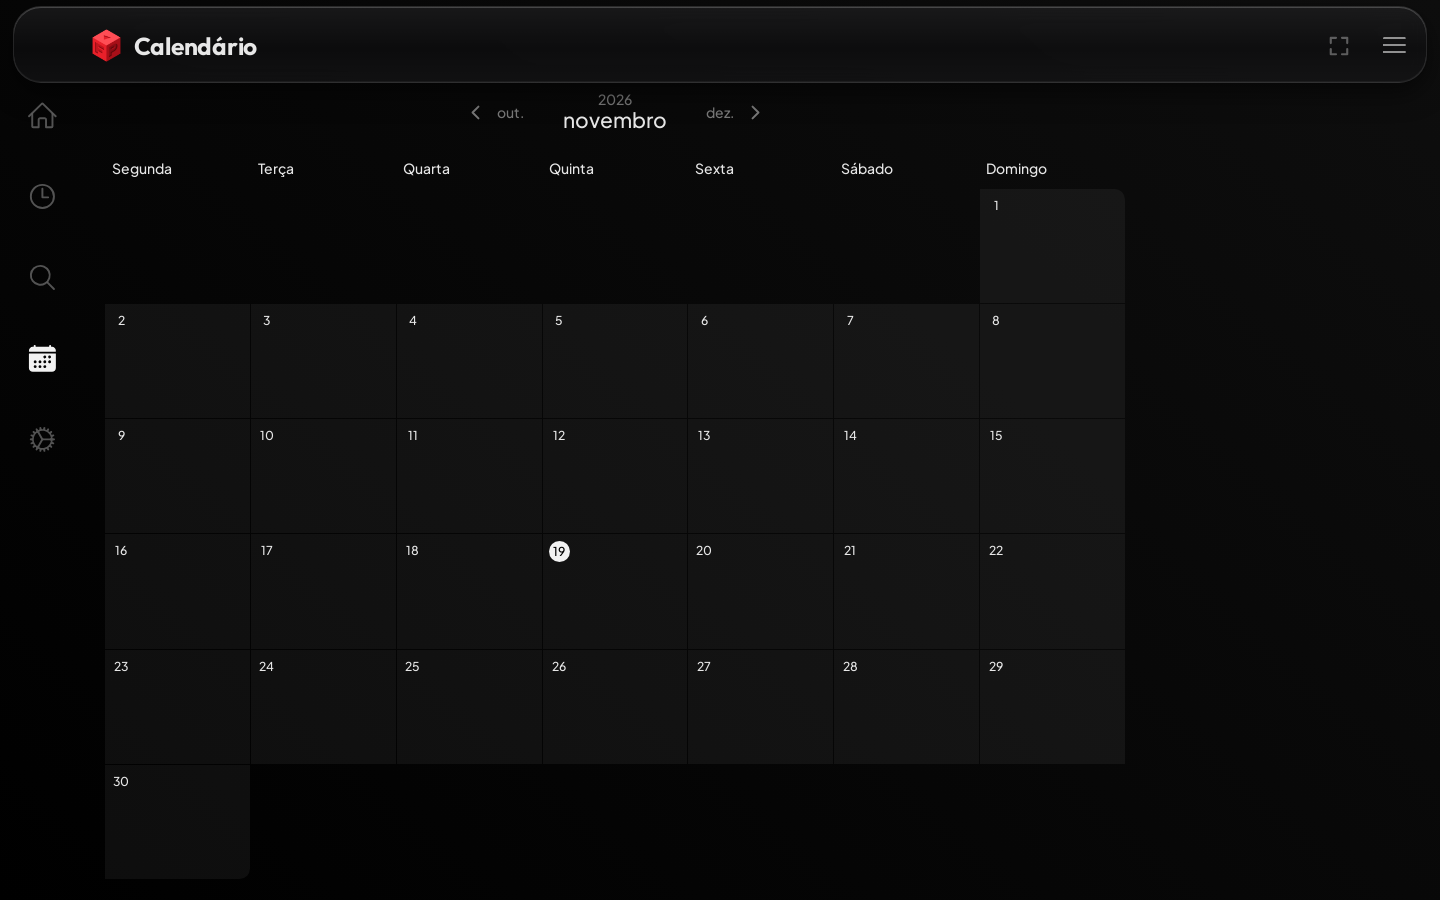 Calendário
2026
out. novembro dez.
Segunda Terça Quarta Quinta Sexta Sábado Domingo
1
2 3 4 5 6 7 8
9 10 11 12 13 14 15
16 17 18 19 20 21 22
23 24 25 26 27 28 29
30